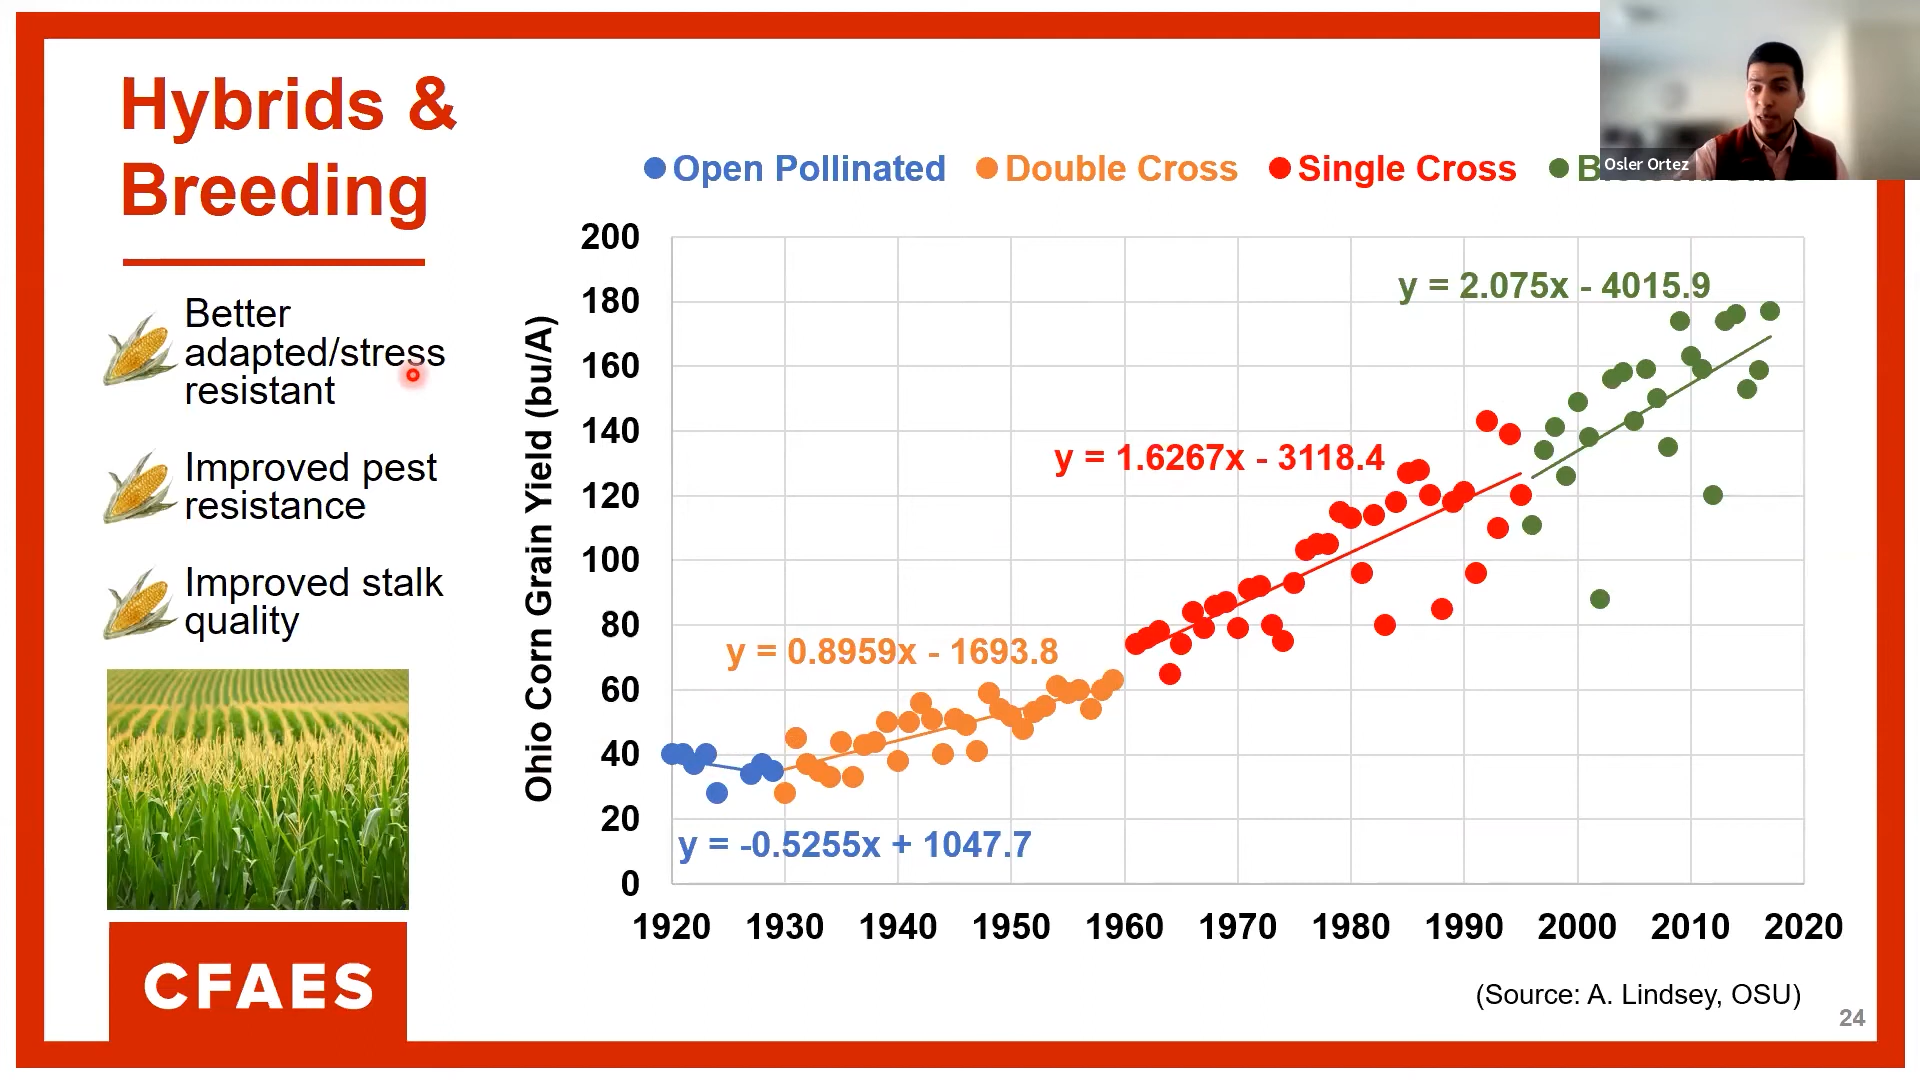 Hybrids &
Breeding
Better
adapted/stress
resistant
Improved pest
resistance
Improved stalk
quality
CFAES
Osler Ortez
Open Pollinated Double Cross Single Cross
Ohio Corn Grain Yield (bu/A)
200
180
160
140
120
100
80
60
40
20
0
y = 2.075x - 4015.9
y = 1.6267x - 3118.4
y = 0.8959x - 1693.8
y = -0.5255x + 1047.7
1920 1930 1940 1950 1960 1970 1980 1990 2000 2010 2020
(Source: A. Lindsey, OSU)
24